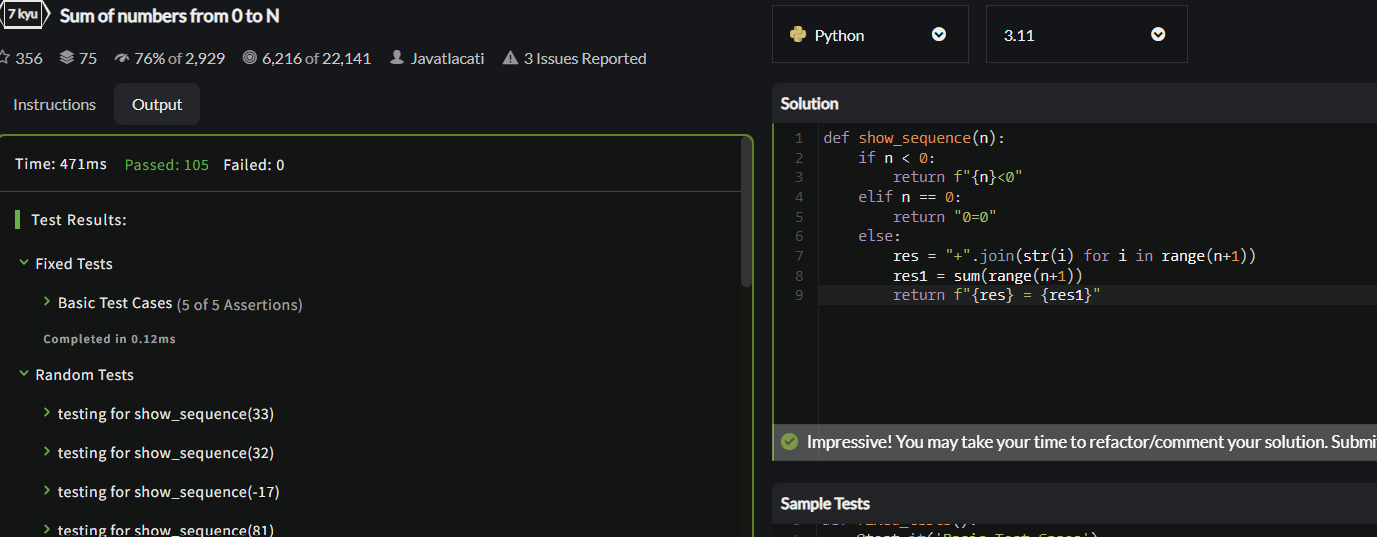 7 kyu Sum of numbers from 0 to N
356 75 76% of 2,929 6,216 of 22,141 Javatlacati 3 Issues Reported
Instructions Output
Time: 471ms Passed: 105 Failed: 0
Test Results:
Fixed Tests
Basic Test Cases (5 of 5 Assertions)
Completed in 0.12ms
Random Tests
testing for show_sequence(33)
testing for show_sequence(32)
testing for show_sequence(-17)
testing for show_sequence(81)
Python 3.11
Solution
1 def show_sequence(n):
2     if n < 0:
3         return f"{n}<0"
4     elif n == 0:
5         return "0=0"
6     else:
7         res = "+".join(str(i) for i in range(n+1))
8         res1 = sum(range(n+1))
9         return f"{res} = {res1}"
Impressive! You may take your time to refactor/comment your solution. Submi
Sample Tests